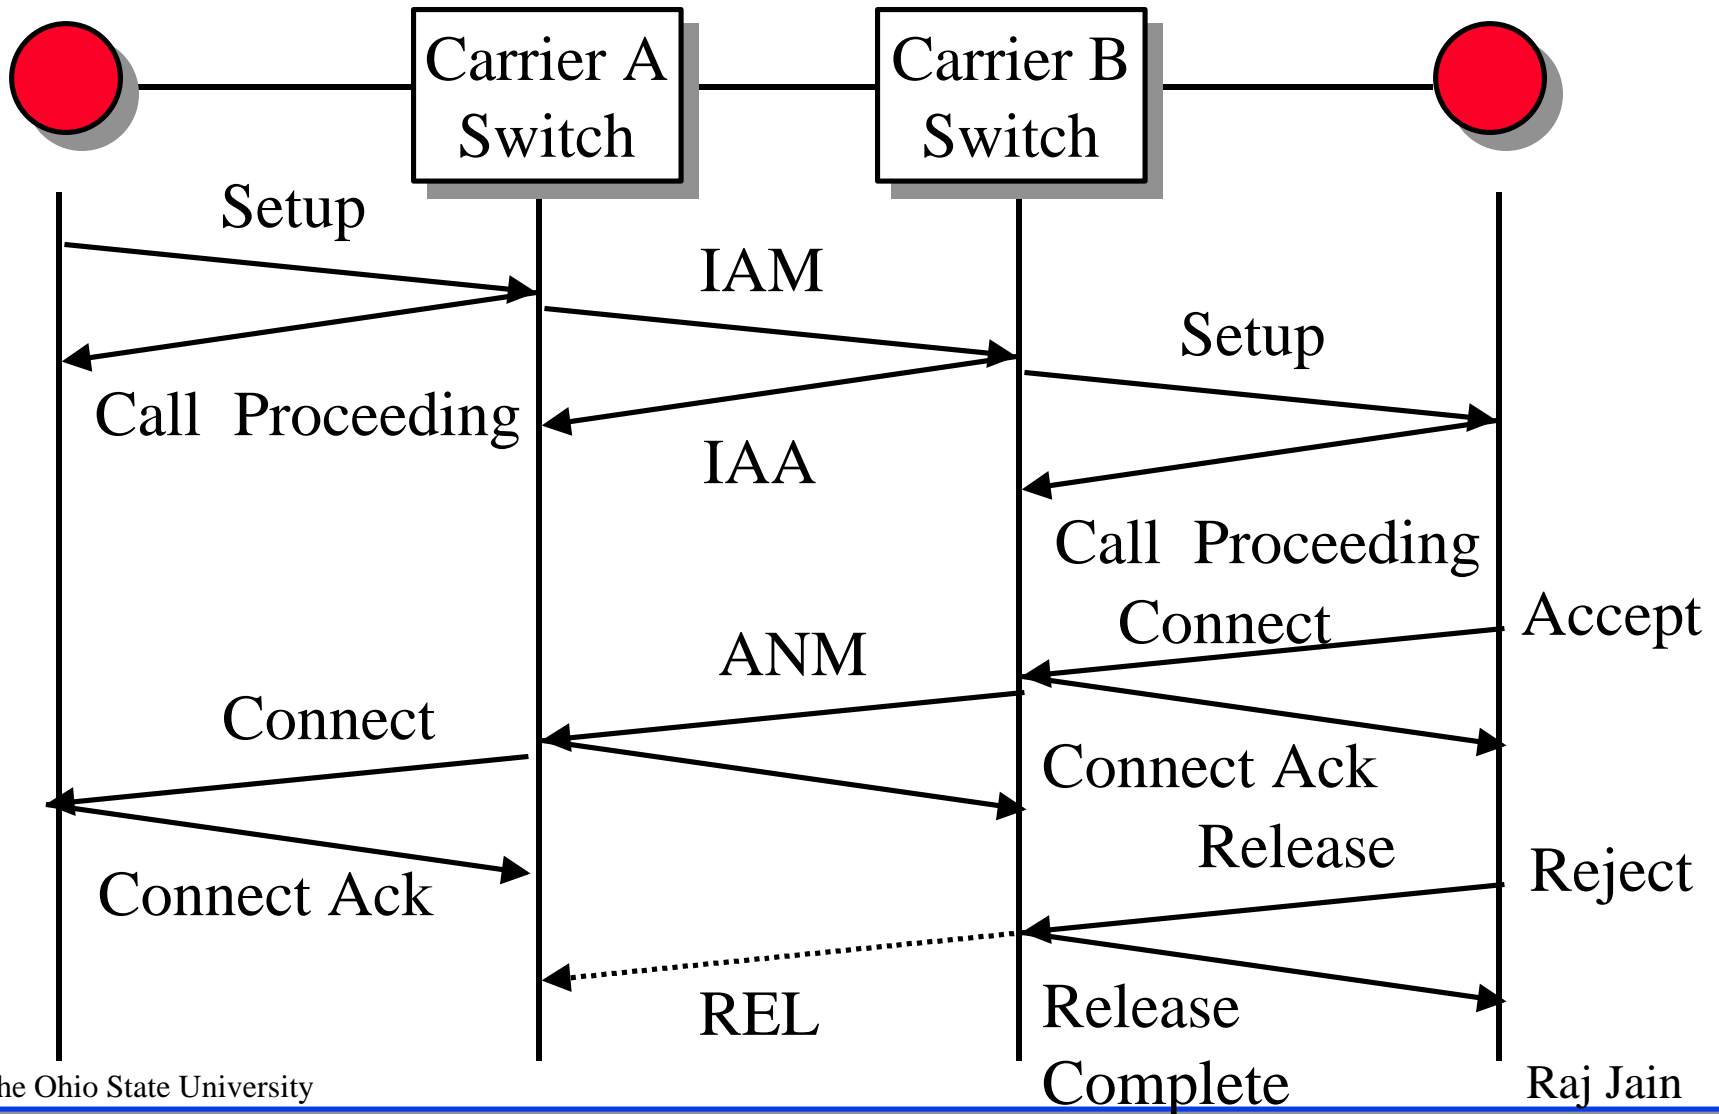 Carrier A
Switch
Carrier B
Switch
Setup
IAM
Setup
Call Proceeding
IAA
Call Proceeding
Connect
Accept
ANM
Connect
Connect Ack
Release
Reject
Connect Ack
REL
Release
Complete
he Ohio State University
Raj Jain